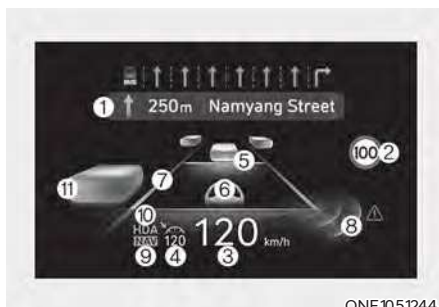 BUS
① 250m Namyang Street
100 ②
⑤
⑪ ⑦ ⑥
⑩ ⑧
HDA 120 km/h
NAV 120
⑨ ④ ③
ONE1051244